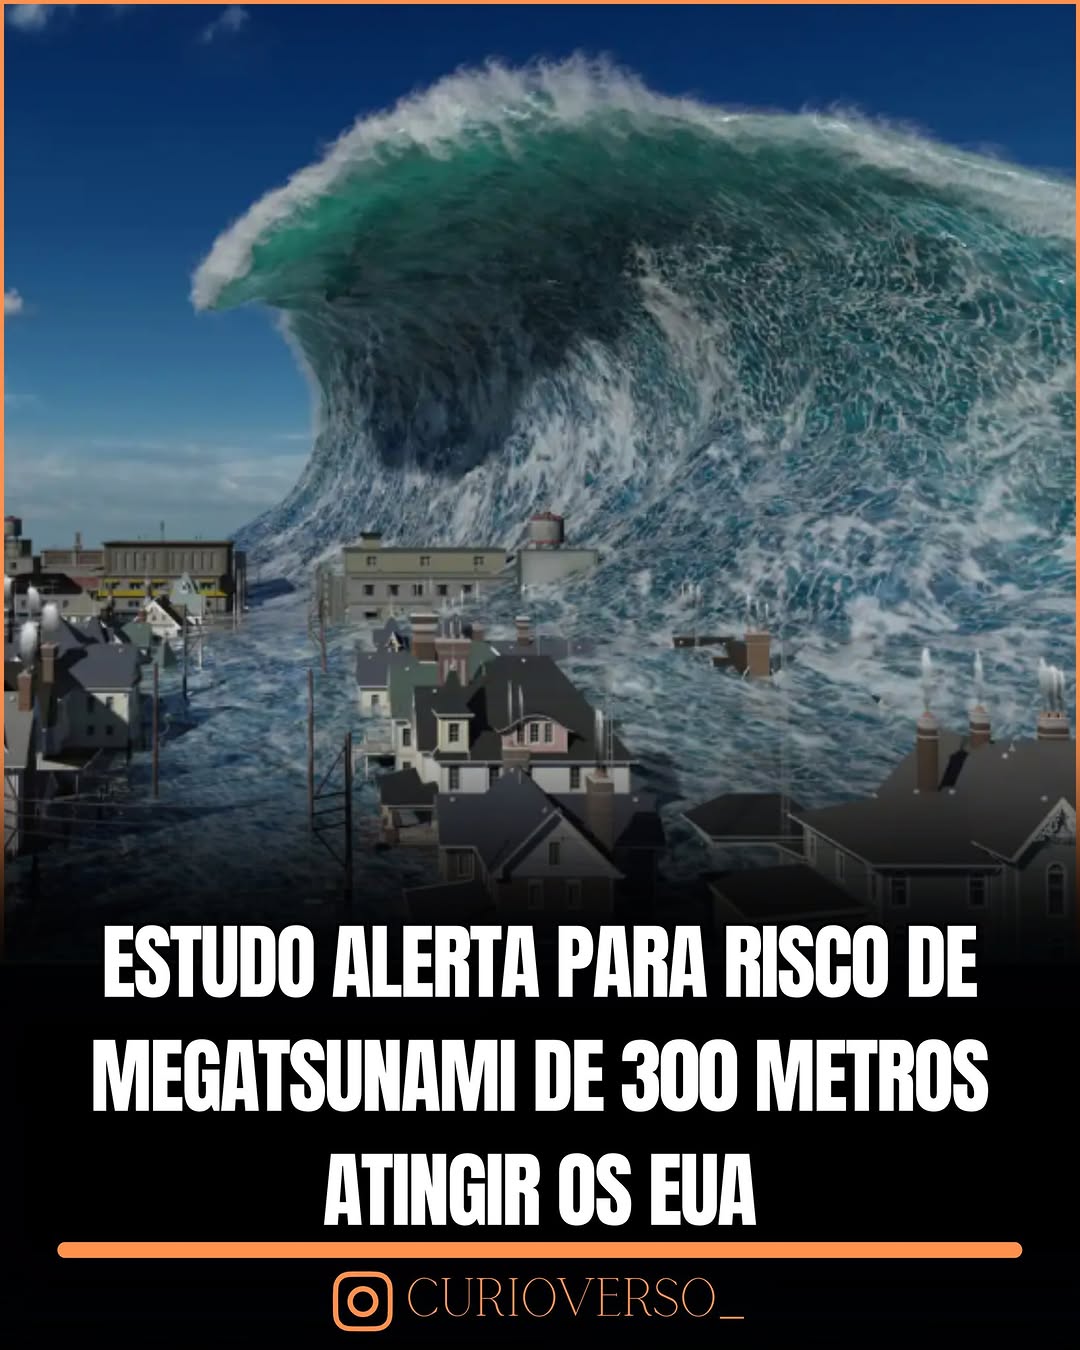 ESTUDO ALERTA PARA RISCO DE
MEGATSUNAMI DE 300 METROS
ATINGIR OS EUA
CURIOVERSO_